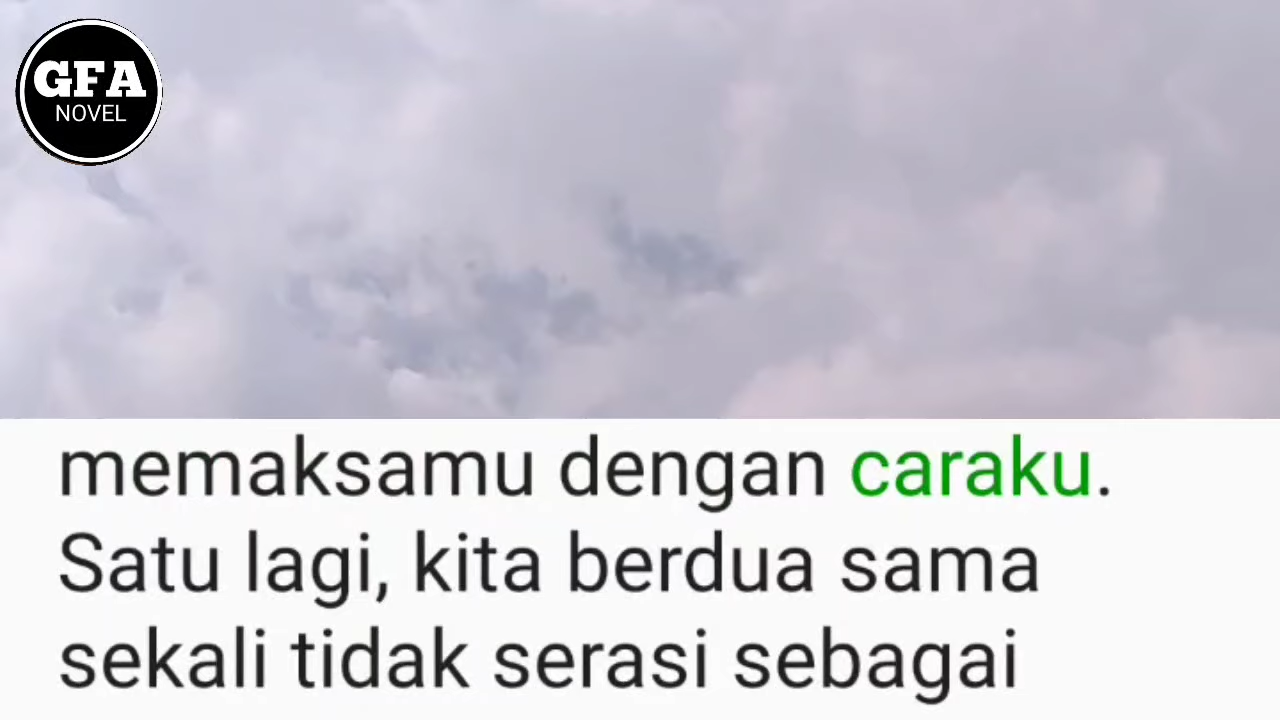 GFA
NOVEL
memaksamu dengan caraku.
Satu lagi, kita berdua sama
sekali tidak serasi sebagai